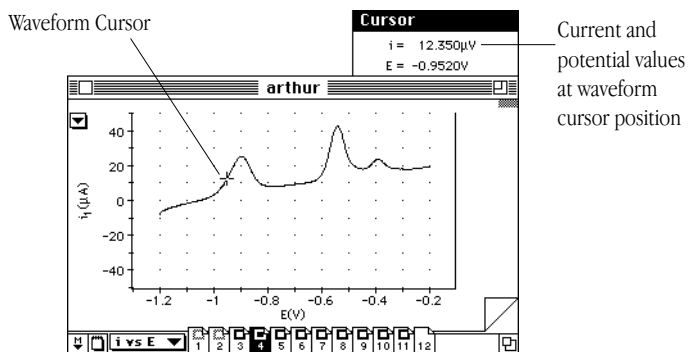 Waveform Cursor
Cursor
i = 12.350µV
E = -0.9520V
Current and
potential values
at waveform
cursor position
arthur
40
20
0
-20
-40
i₁(µA)
-1.2 -1 -0.8 -0.6 -0.4 -0.2
E(V)
M i vs E 1 2 3 4 5 6 7 8 9 10 11 12